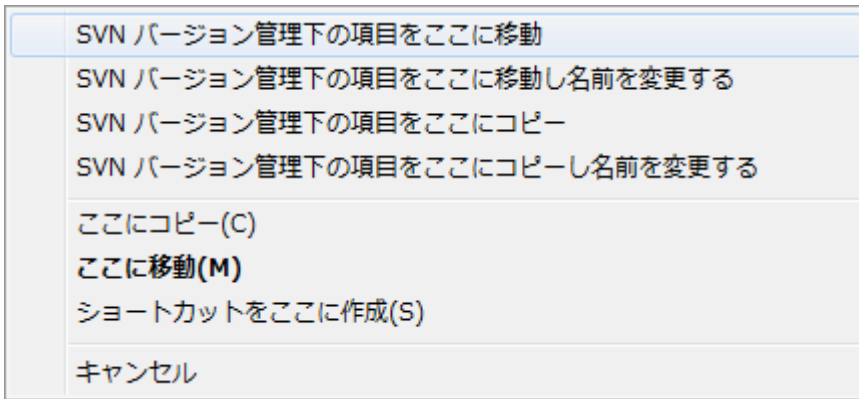 SVN バージョン管理下の項目をここに移動
SVN バージョン管理下の項目をここに移動し名前を変更する
SVN バージョン管理下の項目をここにコピー
SVN バージョン管理下の項目をここにコピーし名前を変更する
ここにコピー(C)
ここに移動(M)
ショートカットをここに作成(S)
キャンセル